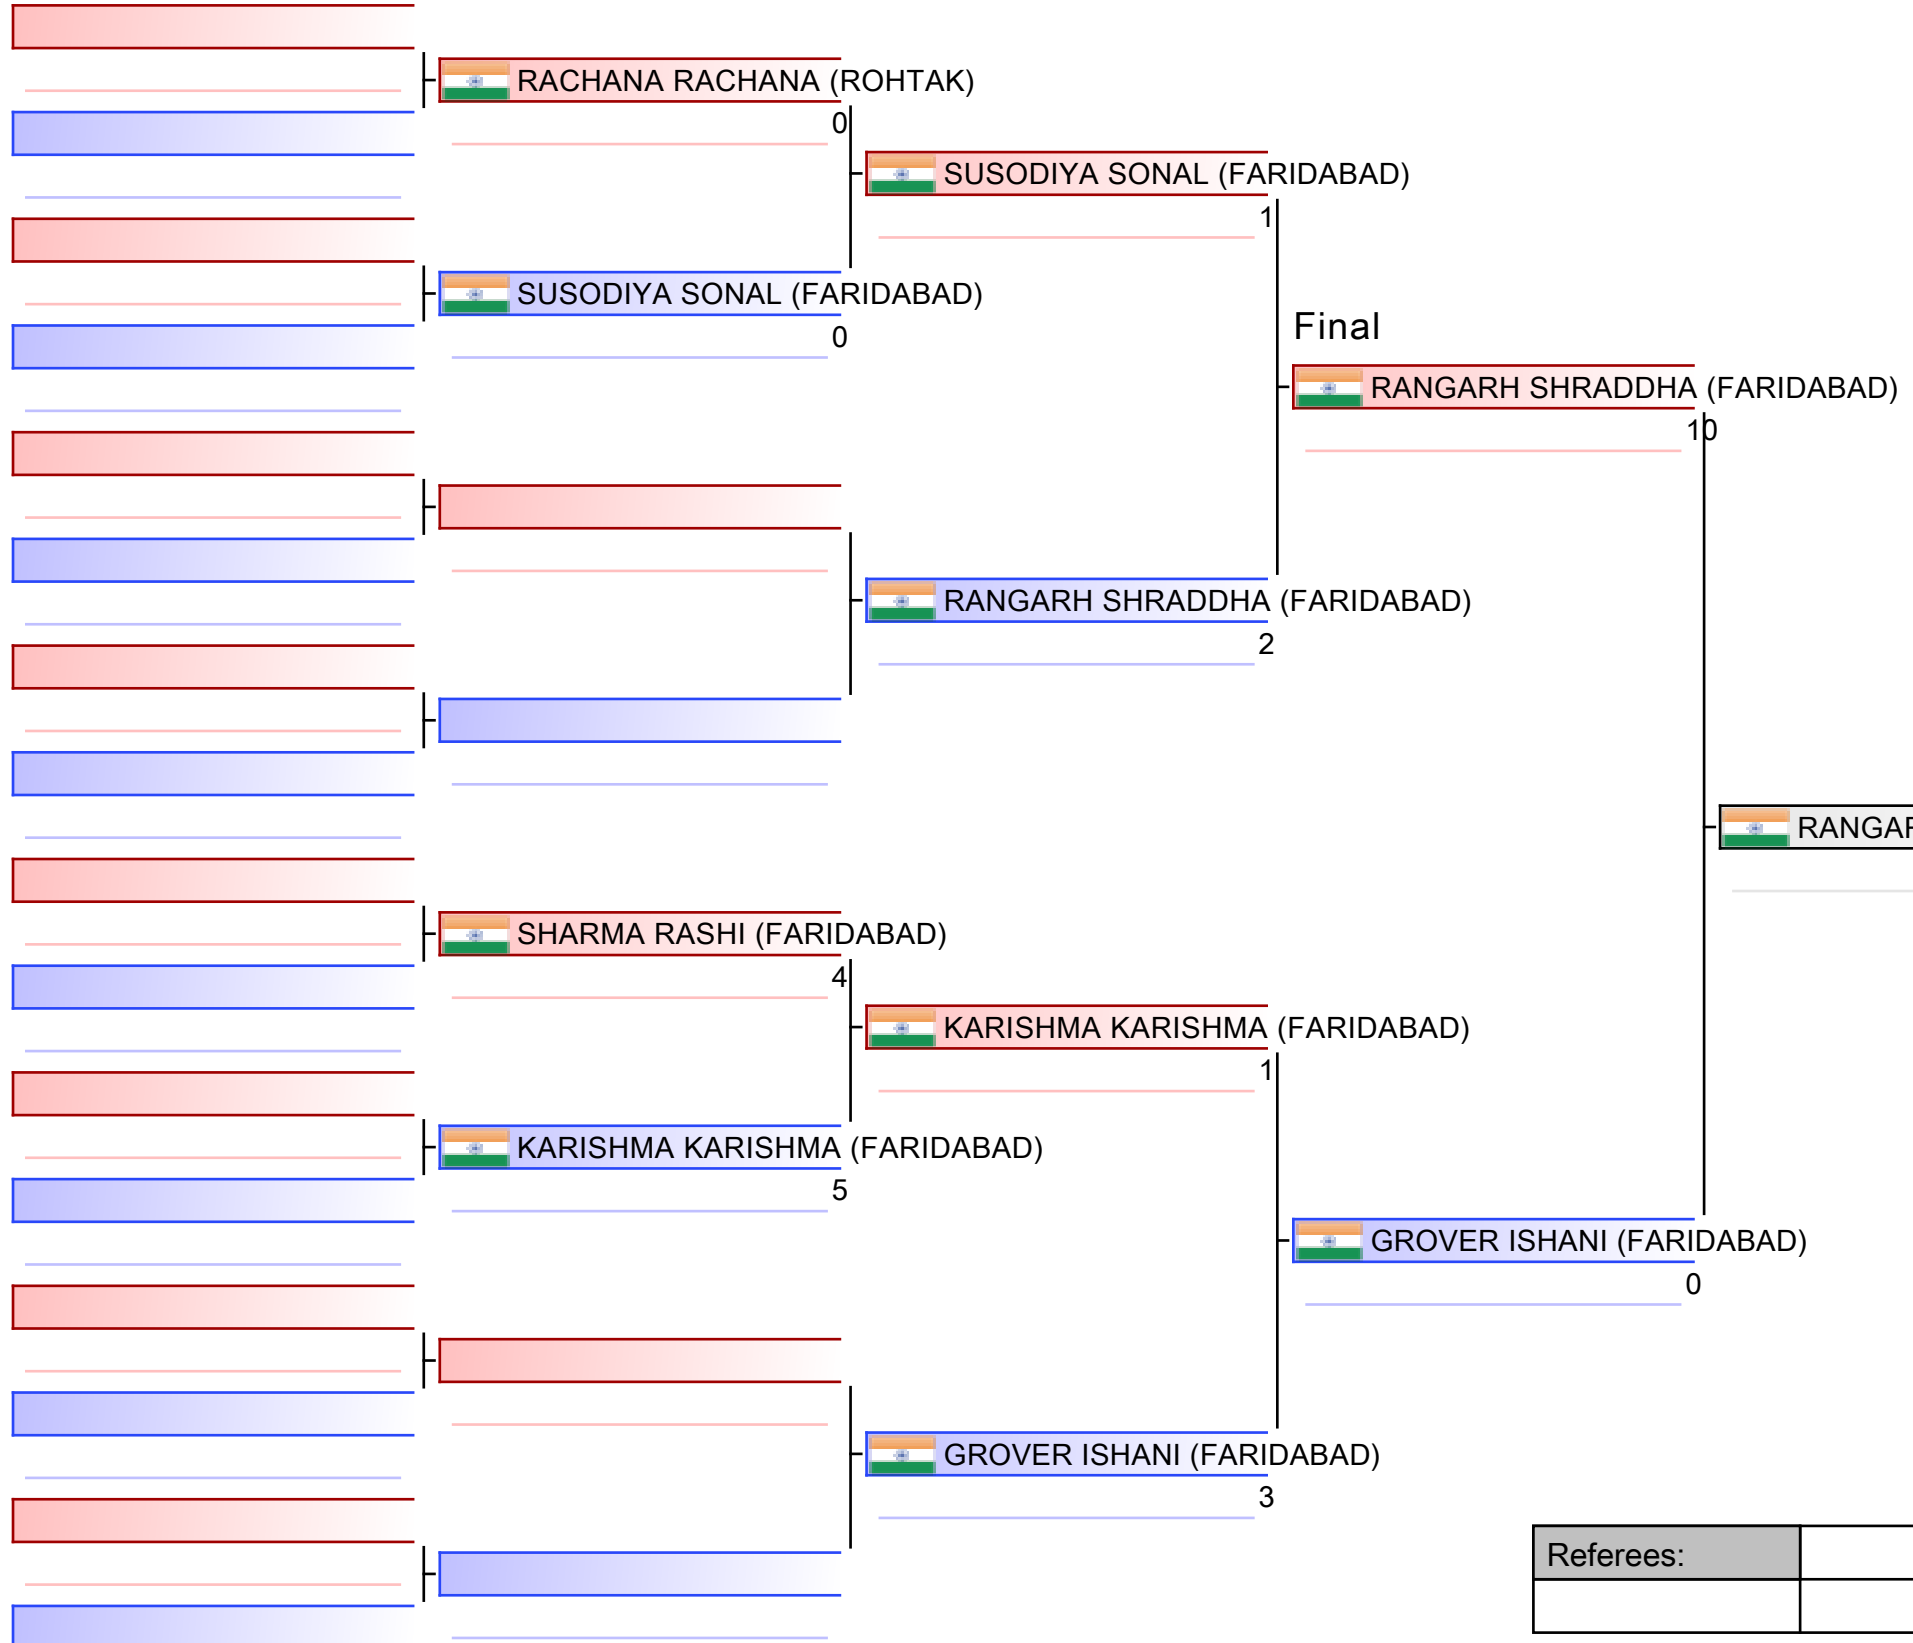 RACHANA RACHANA (ROHTAK)
0
SUSODIYA SONAL (FARIDABAD)
1
SUSODIYA SONAL (FARIDABAD)
0
Final
RANGARH SHRADDHA (FARIDABAD)
10
RANGARH SHRADDHA (FARIDABAD)
2
SHARMA RASHI (FARIDABAD)
4
KARISHMA KARISHMA (FARIDABAD)
1
KARISHMA KARISHMA (FARIDABAD)
5
GROVER ISHANI (FARIDABAD)
0
GROVER ISHANI (FARIDABAD)
3
Referees: